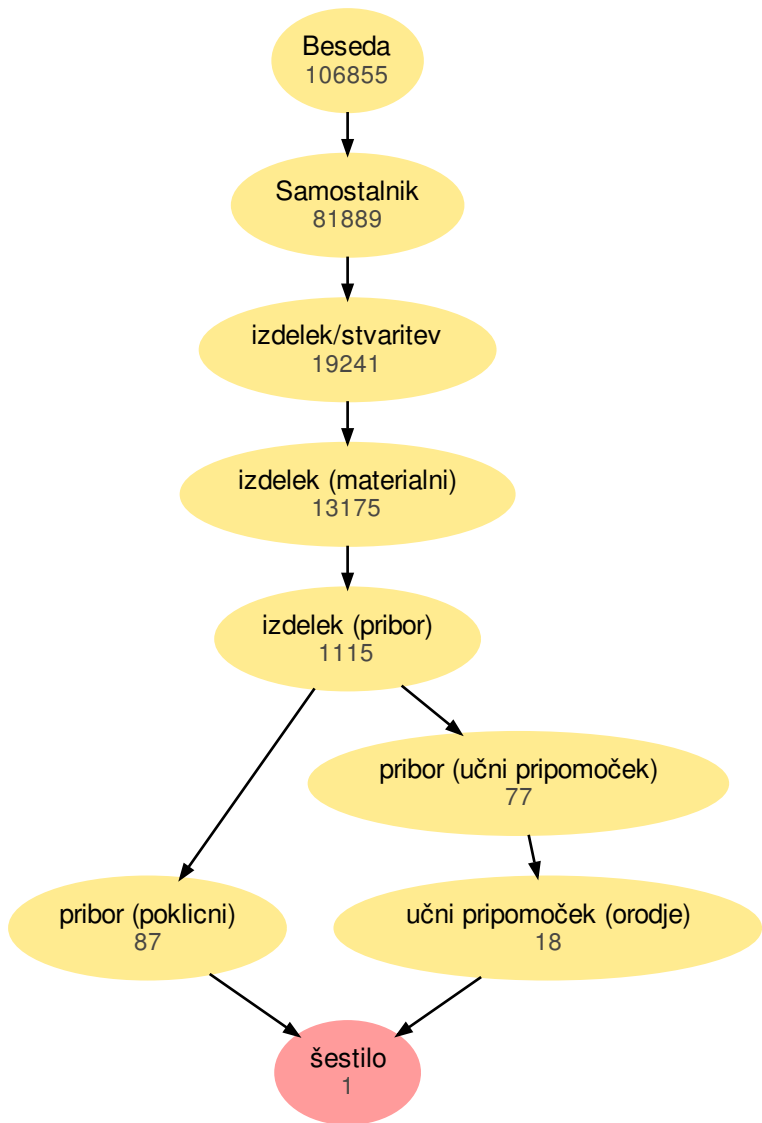 Beseda
106855
Samostalnik
81889
izdelek/stvaritev
19241
izdelek (materialni)
13175
izdelek (pribor)
1115
pribor (učni pripomoček)
77
pribor (poklicni)
87
učni pripomoček (orodje)
18
šestilo
1